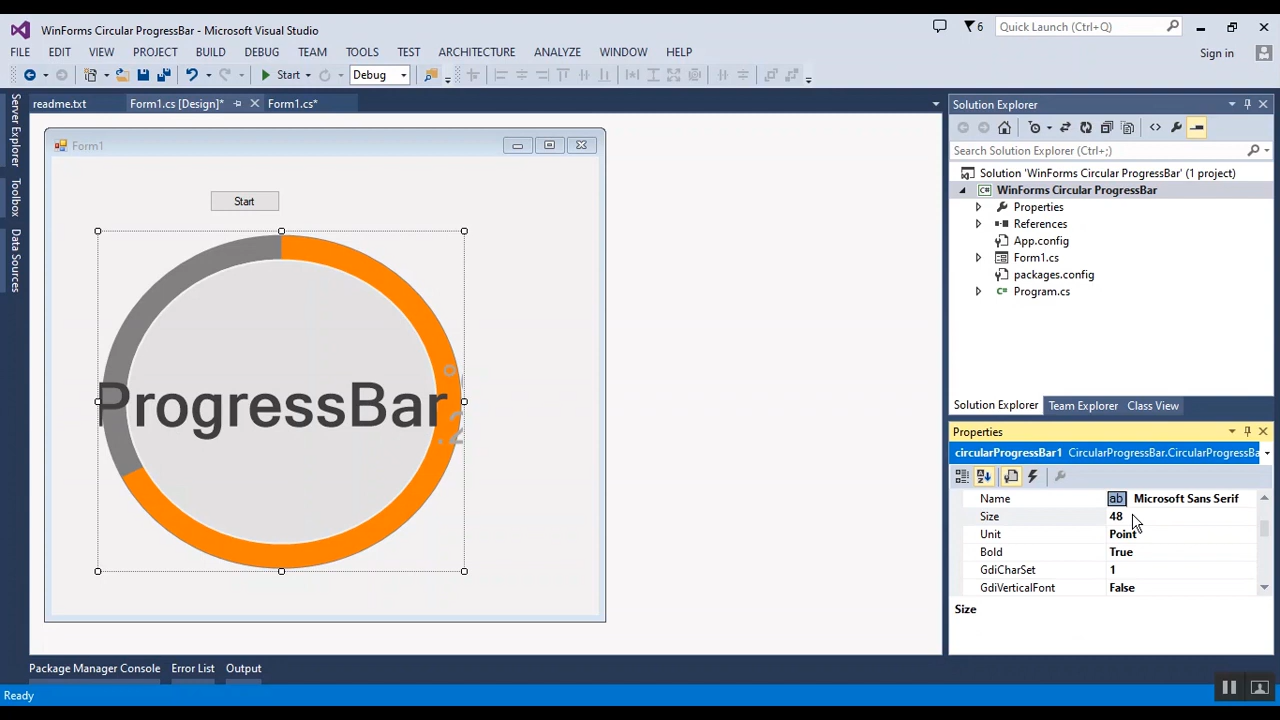 WinForms Circular ProgressBar - Microsoft Visual Studio
6
Quick Launch (Ctrl+Q)
FILE EDIT VIEW PROJECT BUILD DEBUG TEAM TOOLS TEST ARCHITECTURE ANALYZE WINDOW HELP
Sign in
Start Debug
Server Explorer
Toolbox
Data Sources
readme.txt Form1.cs [Design]* Form1.cs*
Form1
Start
ProgressBar
.2
Solution Explorer
Search Solution Explorer (Ctrl+;)
Solution 'WinForms Circular ProgressBar' (1 project)
C# WinForms Circular ProgressBar
Properties
References
App.config
Form1.cs
packages.config
C# Program.cs
Solution Explorer Team Explorer Class View
Properties
circularProgressBar1 CircularProgressBar.CircularProgressBa
Name ab Microsoft Sans Serif
Size 48
Unit Point
Bold True
GdiCharSet 1
GdiVerticalFont False
Size
Package Manager Console Error List Output
Ready